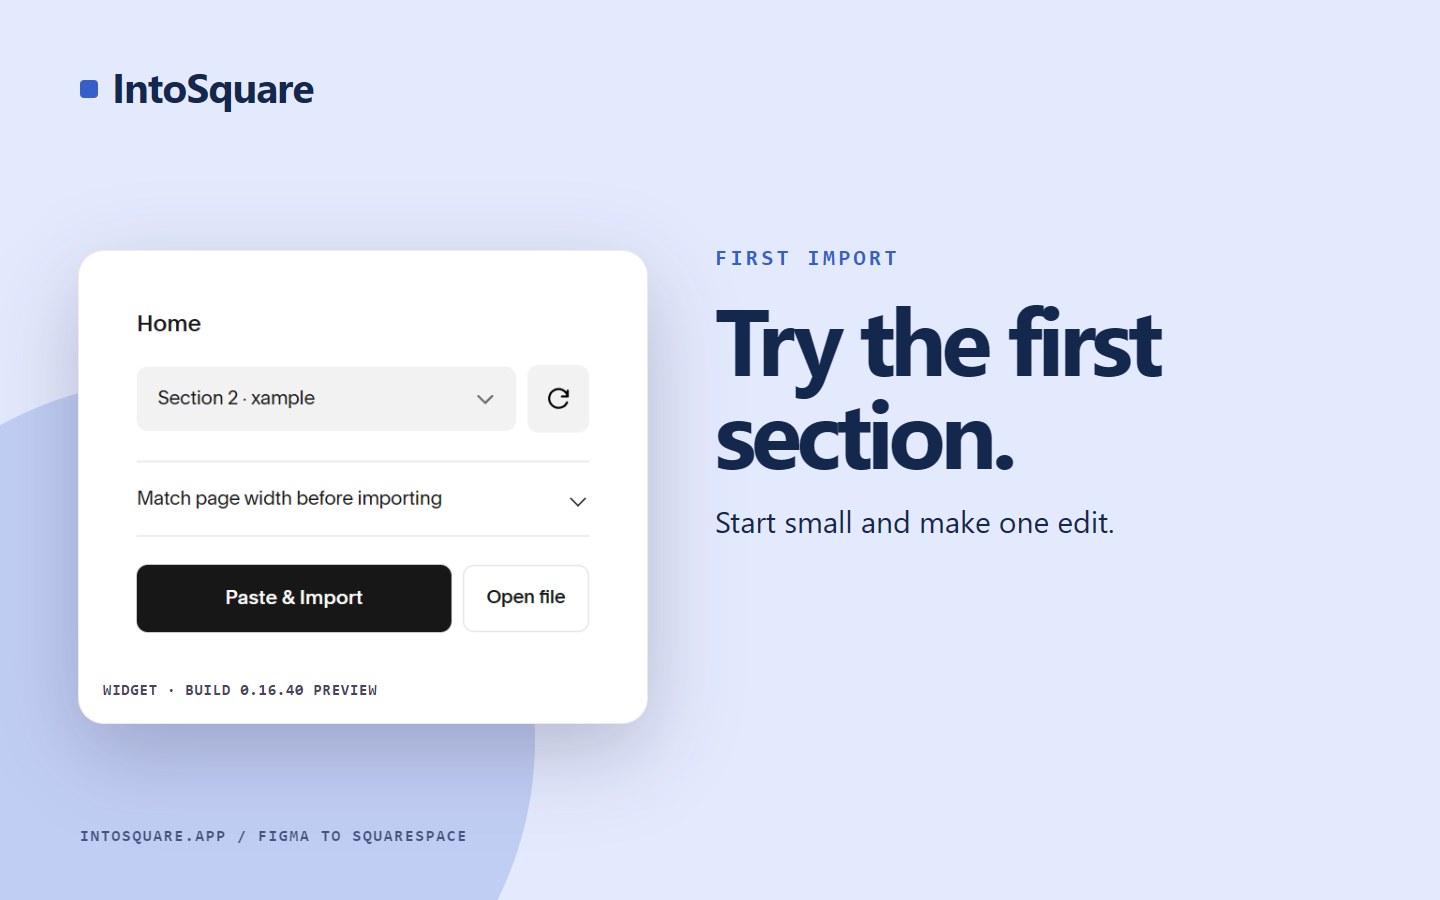 IntoSquare
Home
Section 2 · xample
Match page width before importing
Paste & Import
Open file
WIDGET · BUILD 0.16.40 PREVIEW
FIRST IMPORT
Try the first
section.
Start small and make one edit.
INTOSQUARE.APP / FIGMA TO SQUARESPACE